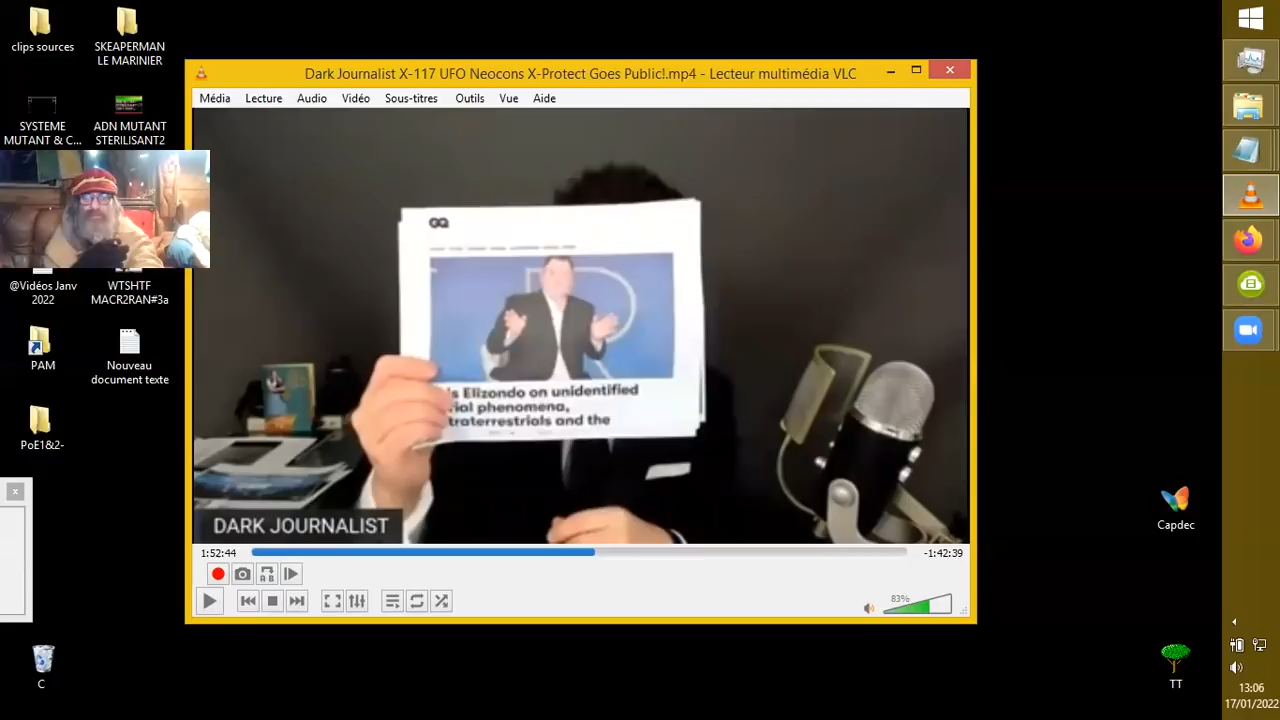 clips sources
SKEAPERMAN
LE MARINIER
SYSTEME
MUTANT & C...
ADN MUTANT
STERILISANT2
@Vidéos Janv
2022
WTSHTF
MACR2RAN#3a
PAM
Nouveau
document texte
PoE1&2-
C
Dark Journalist X-117 UFO Neocons X-Protect Goes Public!.mp4 - Lecteur multimédia VLC
Média Lecture Audio Vidéo Sous-titres Outils Vue Aide
GQ
Elizondo on unidentified
phenomena,
and the
DARK JOURNALIST
1:52:44
-1:42:39
83%
Capdec
TT
13:06
17/01/2022